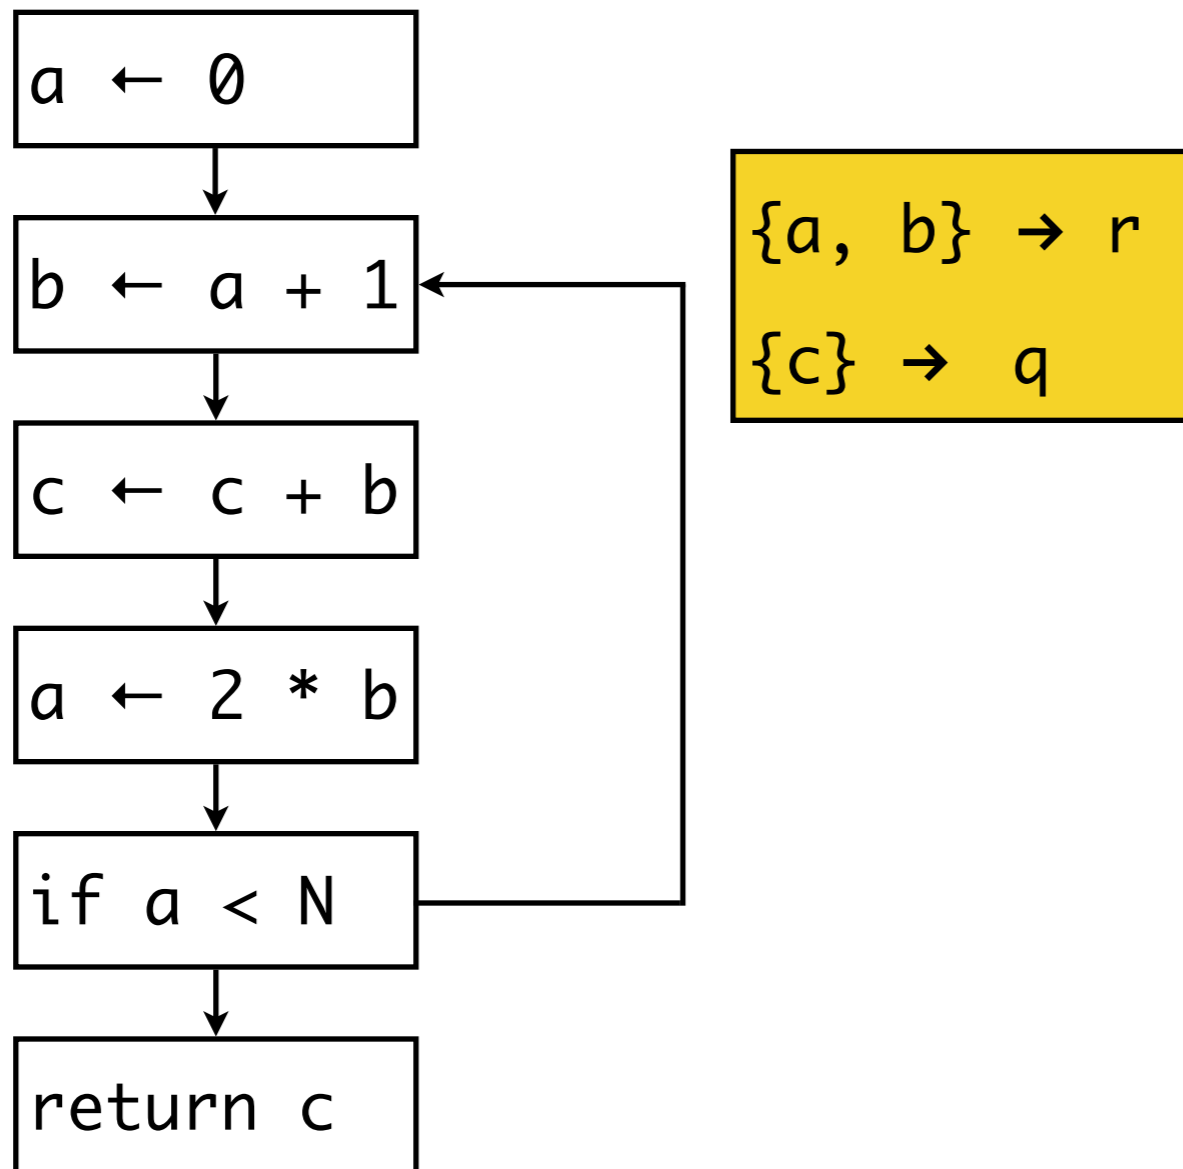 a ← 0
b ← a + 1
c ← c + b
a ← 2 * b
if a < N
return c
{a, b} → r
{c} → q